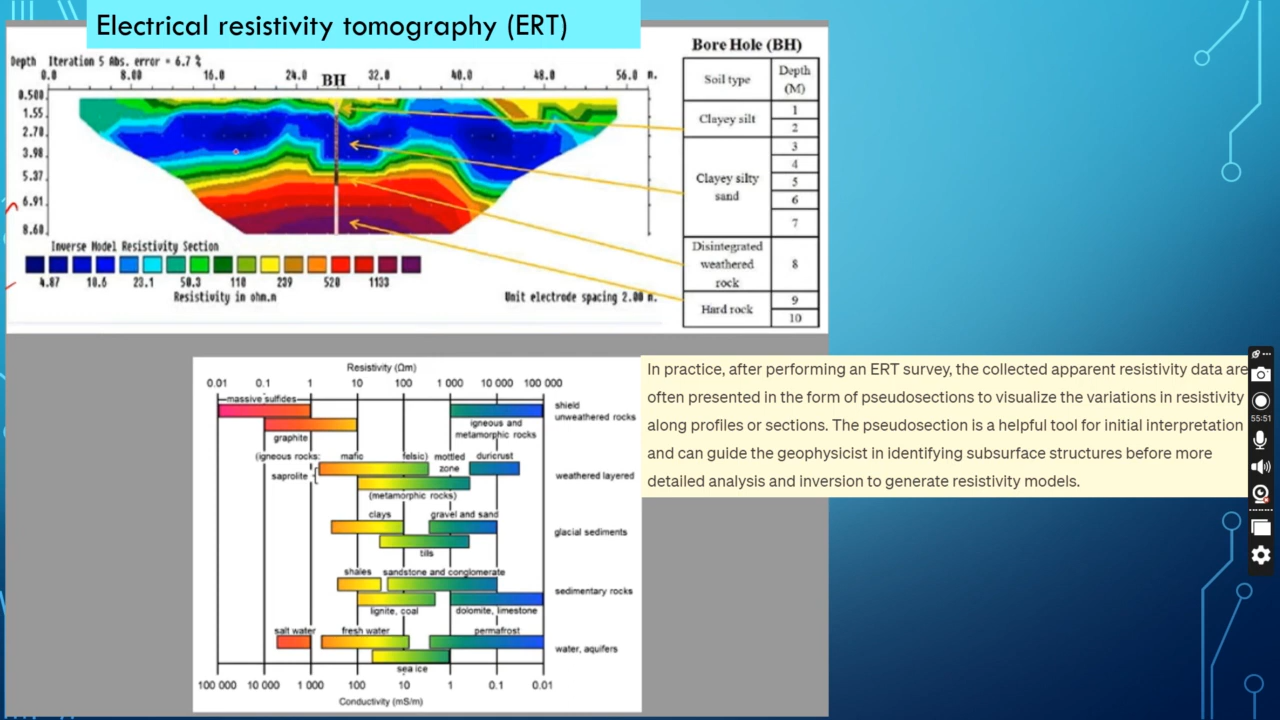 Electrical resistivity tomography (ERT)
Depth Iteration 5 Abs. error = 6.7 %
0.0 8.00 16.0 24.0 BH 32.0 40.0 48.0 56.0 m.
0.500
1.55
2.78
3.98
5.37
6.91
8.68
Inverse Model Resistivity Section
4.87 10.6 23.1 50.3 110 239 520 1133
Resistivity in ohm.m
Unit electrode spacing 2.00 m.
Bore Hole (BH)
Soil type
Depth
(M)
Clayey silt
1
2
Clayey silty
sand
3
4
5
6
7
Disintegrated
weathered
rock
8
Hard rock
9
10
Resistivity (Ωm)
0.01 0.1 1 10 100 1 000 10 000 100 000
massive sulfides
shield
unweathered rocks
igneous and
metamorphic rocks
graphite
(igneous rocks: mafic felsic) mottled
zone
duricrust
saprolite
weathered layered
(metamorphic rocks)
clays
gravel and sand
glacial sediments
tills
shales
sandstone and conglomerate
sedimentary rocks
lignite, coal
dolomite, limestone
salt water
fresh water
permafrost
water, aquifers
sea ice
100 000 10 000 1 000 100 10 1 0.1 0.01
Conductivity (mS/m)
In practice, after performing an ERT survey, the collected apparent resistivity data are
often presented in the form of pseudosections to visualize the variations in resistivity
along profiles or sections. The pseudosection is a helpful tool for initial interpretation
and can guide the geophysicist in identifying subsurface structures before more
detailed analysis and inversion to generate resistivity models.
55:51